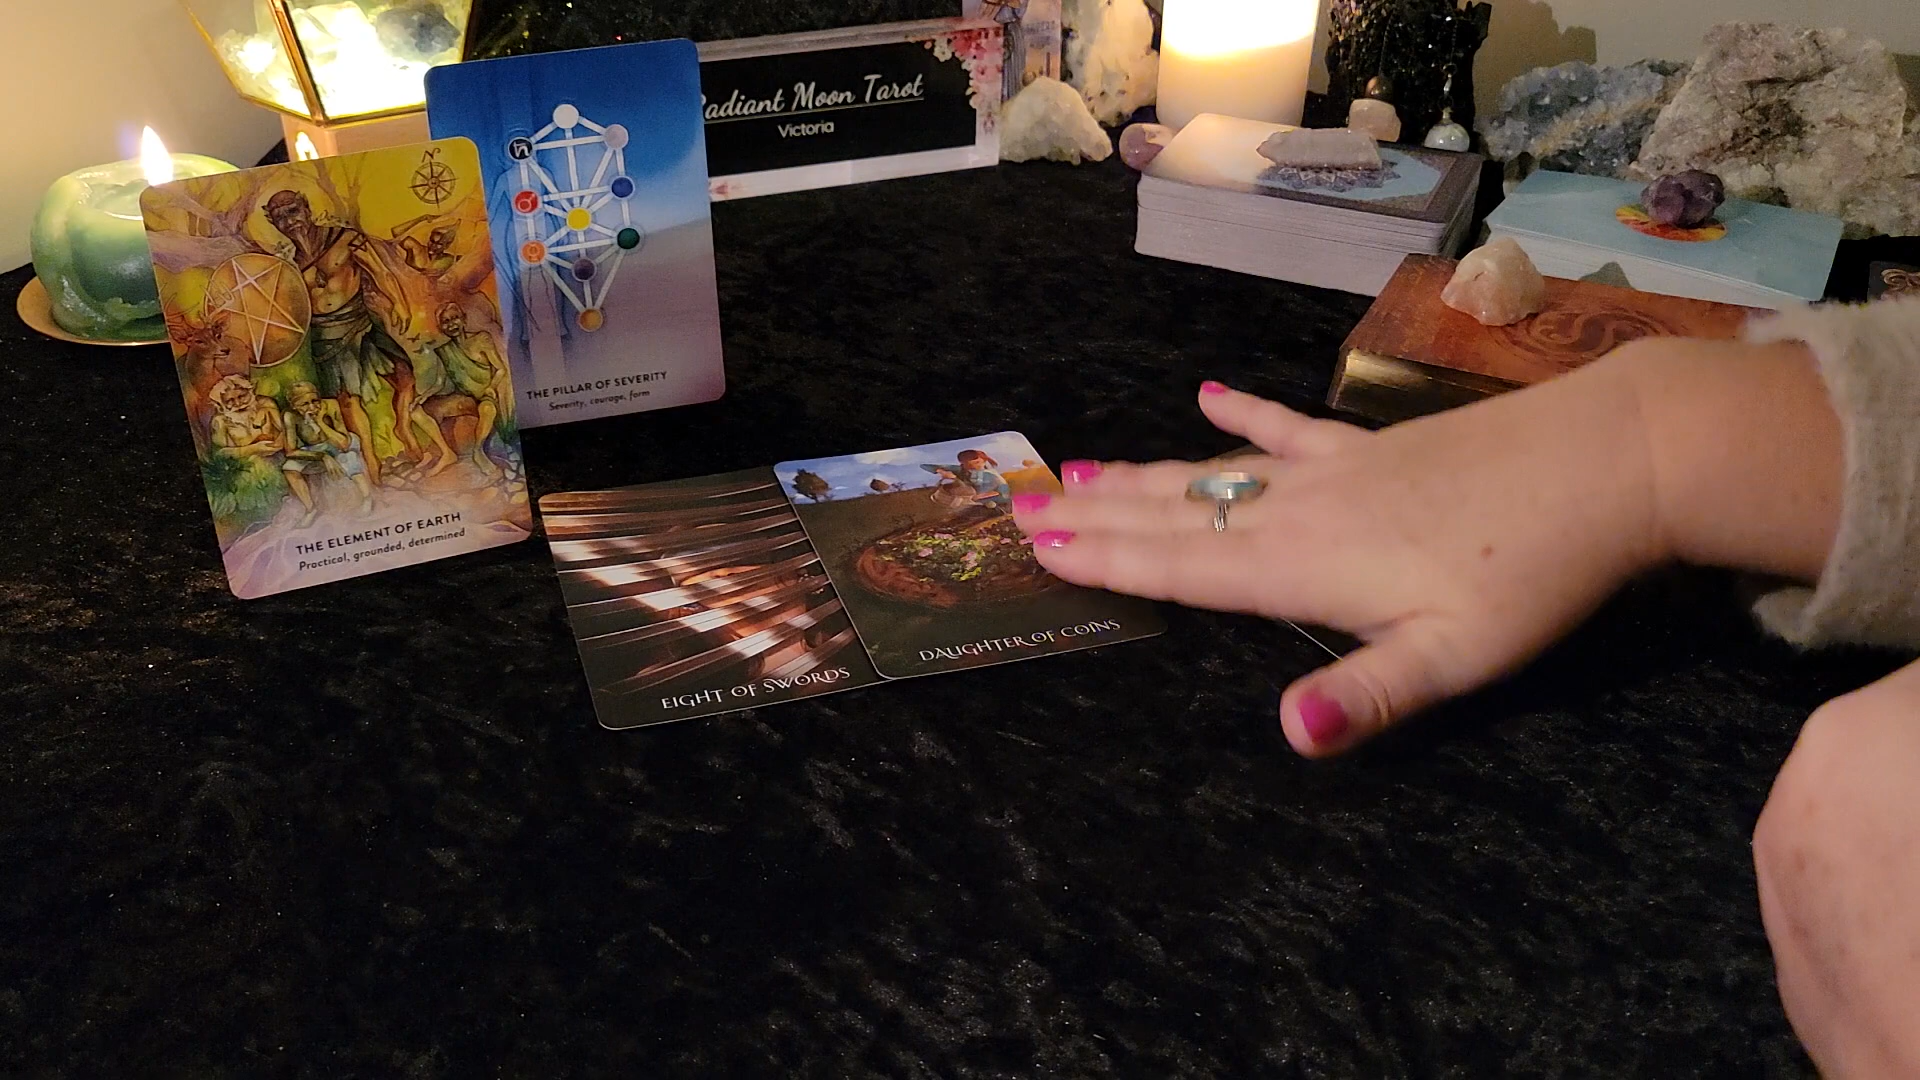 Radiant Moon Tarot
Victoria
THE PILLAR OF SEVERITY
Severity, courage, form
N
THE ELEMENT OF EARTH
Practical, grounded, determined
EIGHT OF SWORDS
DAUGHTER OF COINS